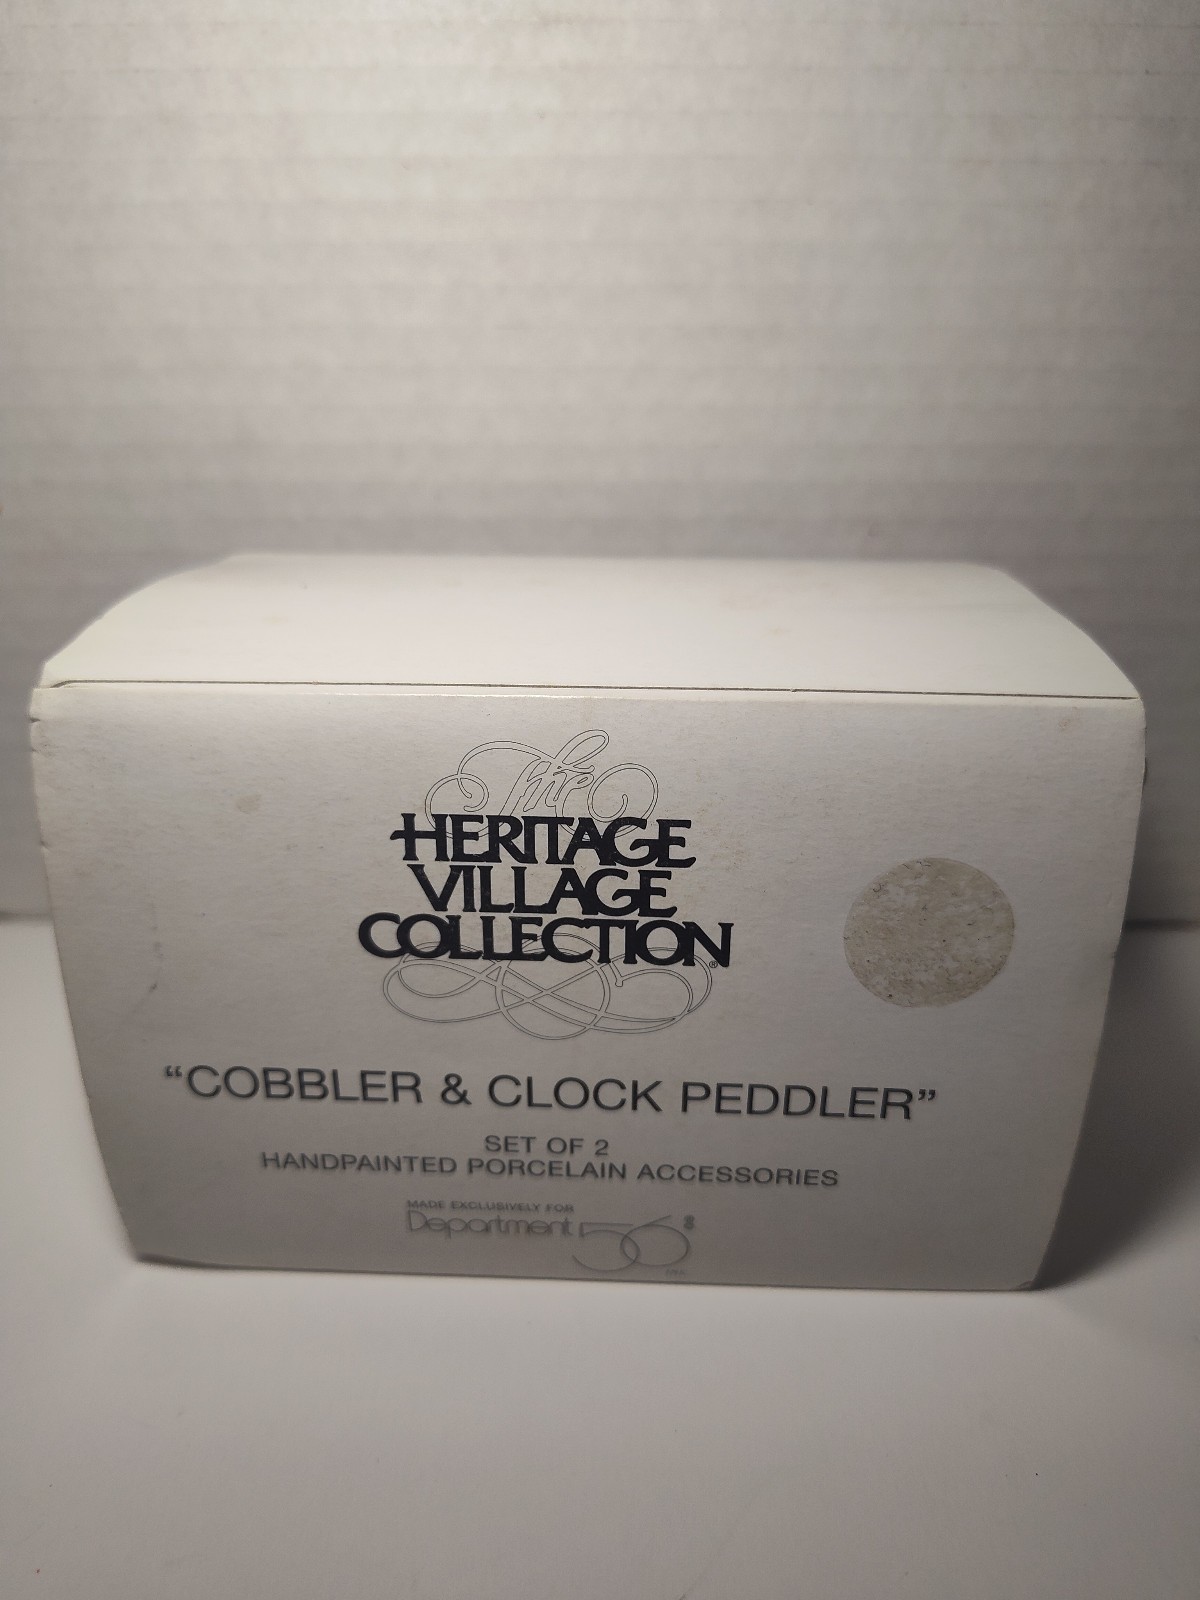 The
HERITAGE
VILLAGE
COLLECTION®
“COBBLER & CLOCK PEDDLER”
SET OF 2
HANDPAINTED PORCELAIN ACCESSORIES
MADE EXCLUSIVELY FOR
Department 56®